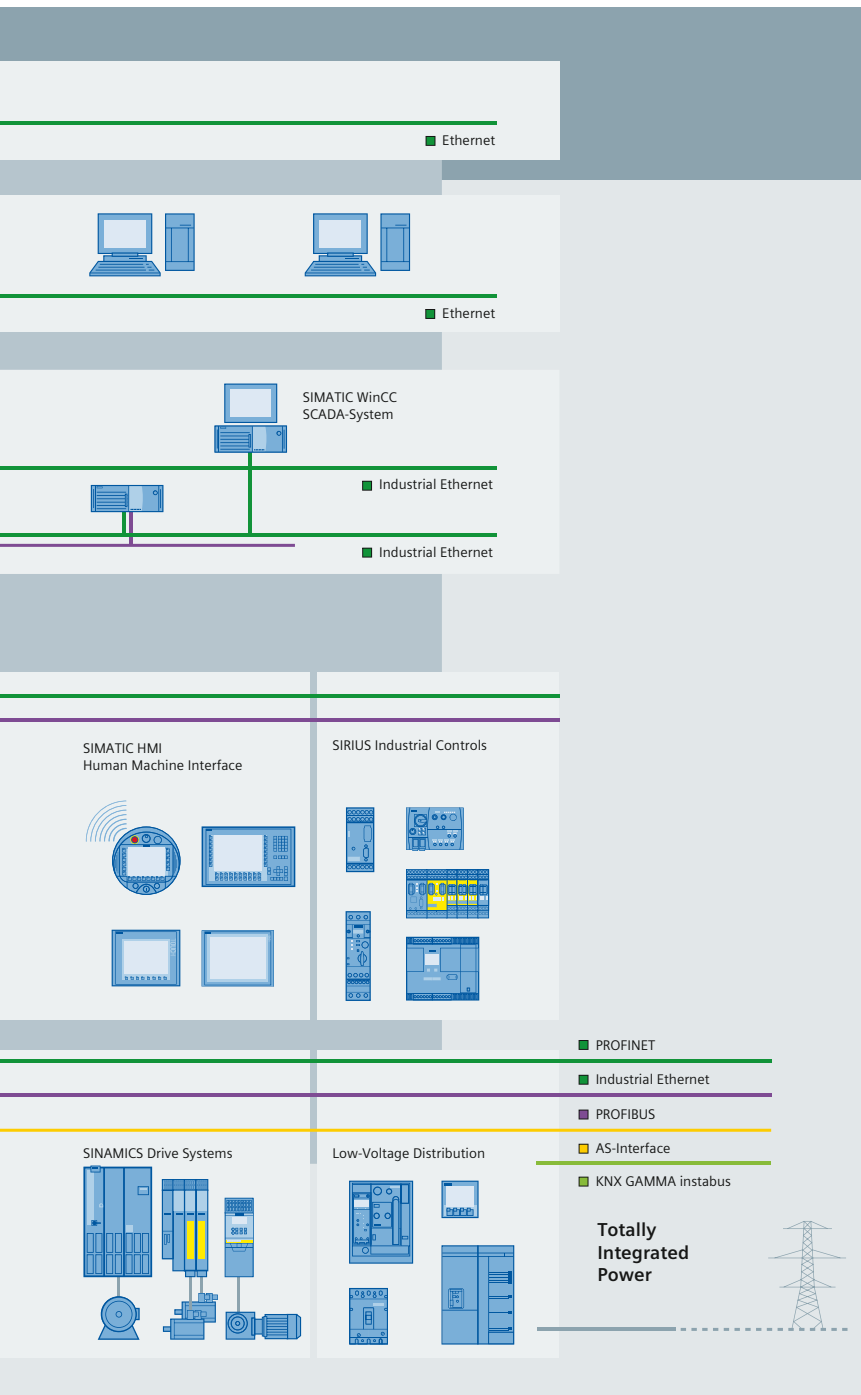 Ethernet
Ethernet
SIMATIC WinCC
SCADA-System
Industrial Ethernet
Industrial Ethernet
SIMATIC HMI
Human Machine Interface
SIRIUS Industrial Controls
PROFINET
Industrial Ethernet
PROFIBUS
AS-Interface
KNX GAMMA instabus
SINAMICS Drive Systems
Low-Voltage Distribution
Totally
Integrated
Power